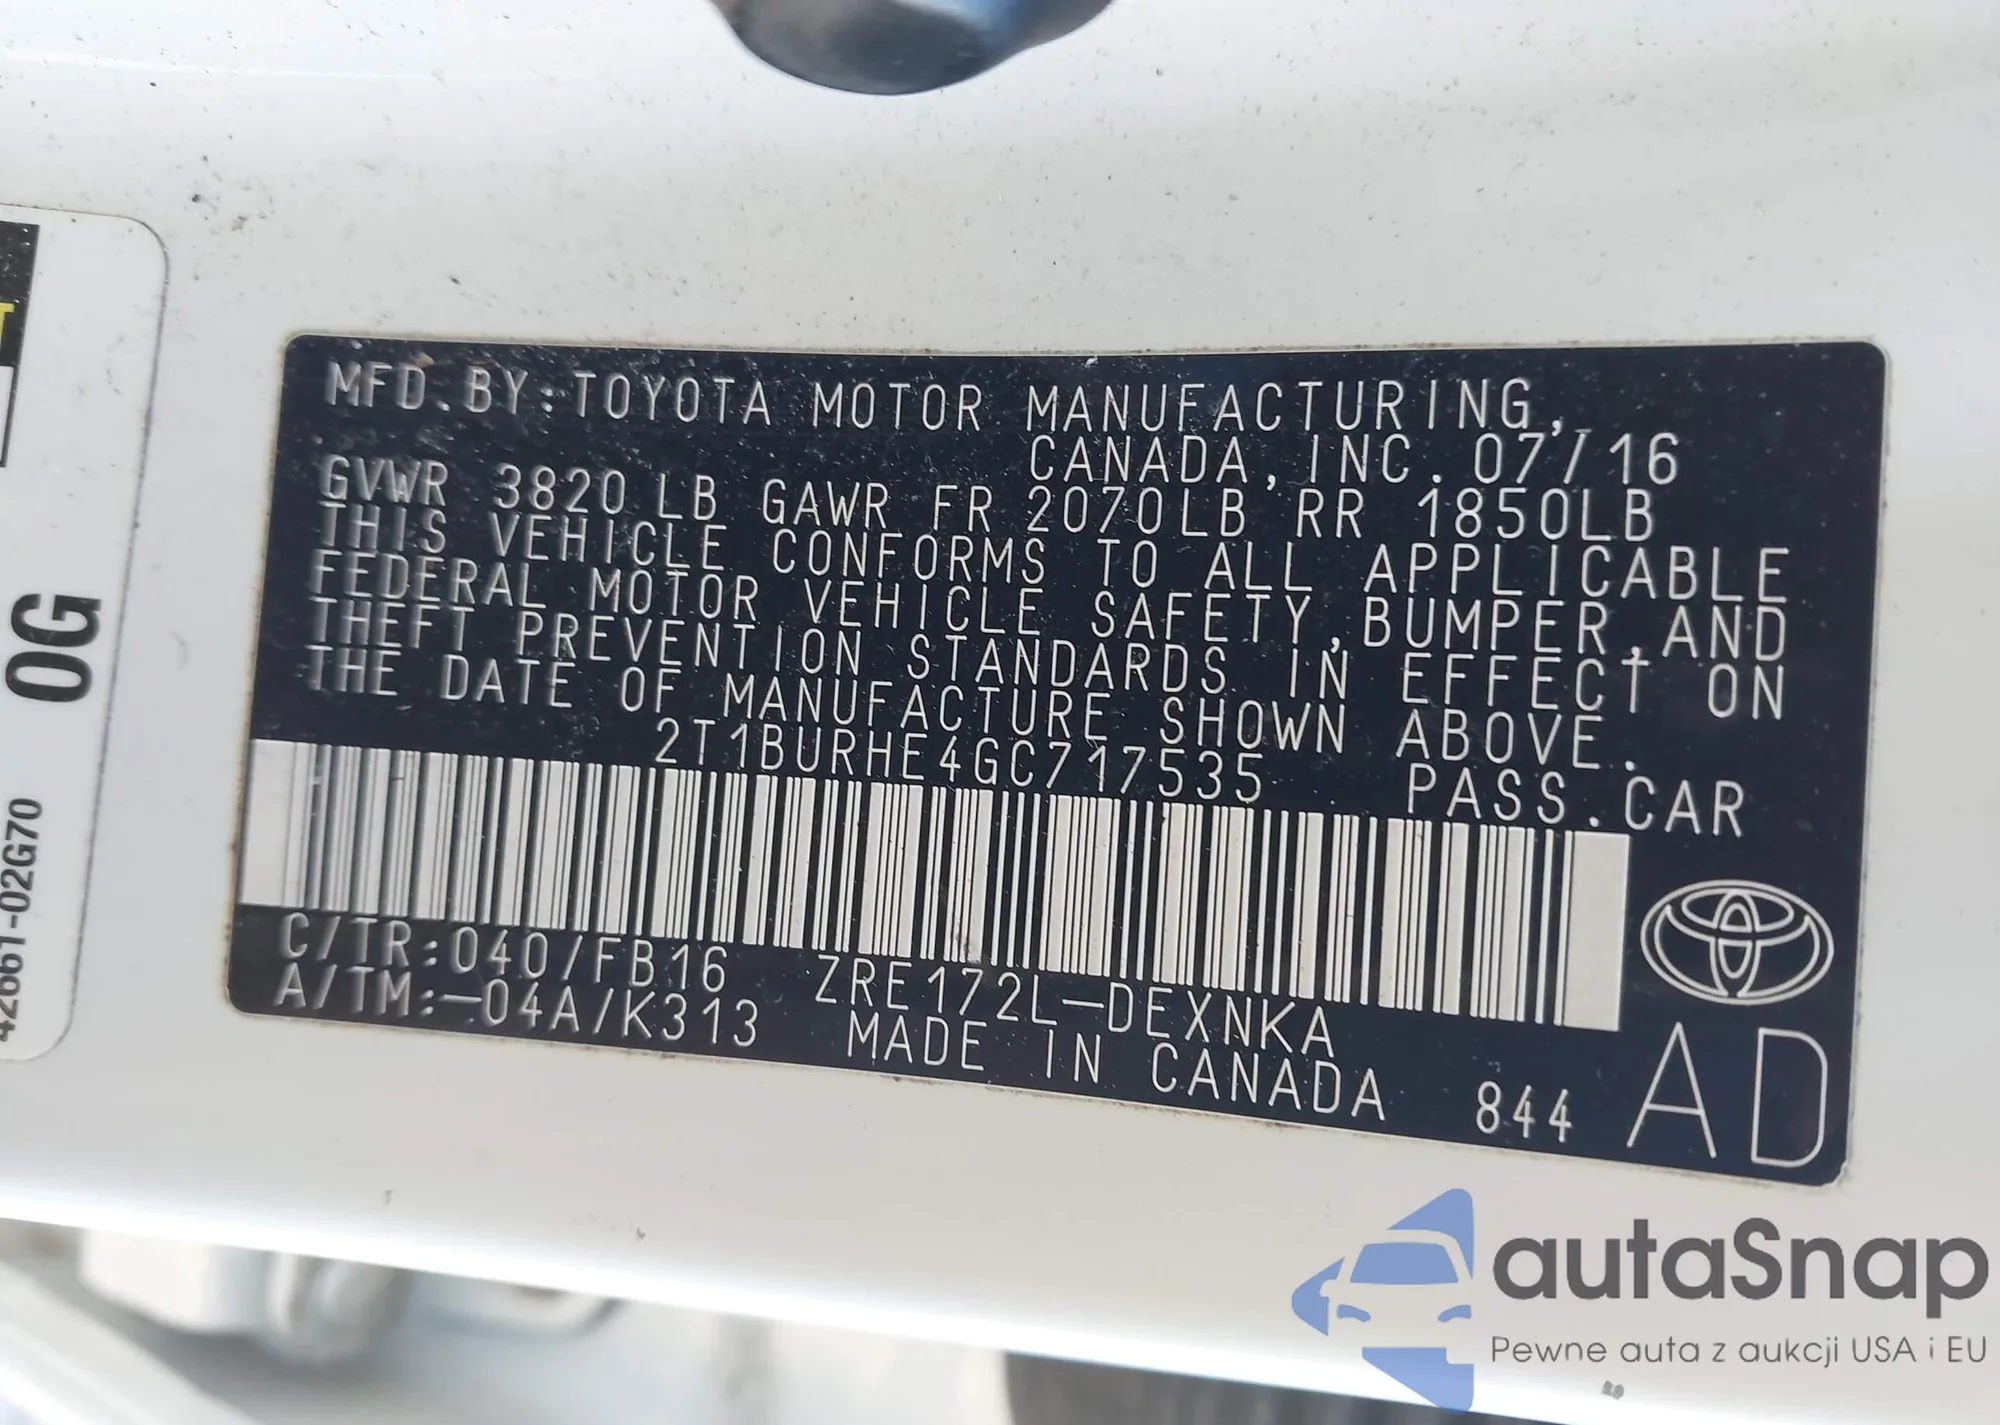 MFD.BY:TOYOTA MOTOR MANUFACTURING,
CANADA,INC. 07/16
GVWR 3820 LB GAWR FR 2070LB RR 1850LB
THIS VEHICLE CONFORMS TO ALL APPLICABLE
FEDERAL MOTOR VEHICLE SAFETY,BUMPER,AND
THEFT PREVENTION STANDARDS IN EFFECT ON
THE DATE OF MANUFACTURE SHOWN ABOVE.
2T1BURHE4GC717535 PASS.CAR
C/TR:040/FB16 ZRE172L-DEXNKA
A/TM:-04A/K313 MADE IN CANADA 844
AD
T
0G
42661-02G70
autaSnap
Pewne auta z aukcji USA i EU